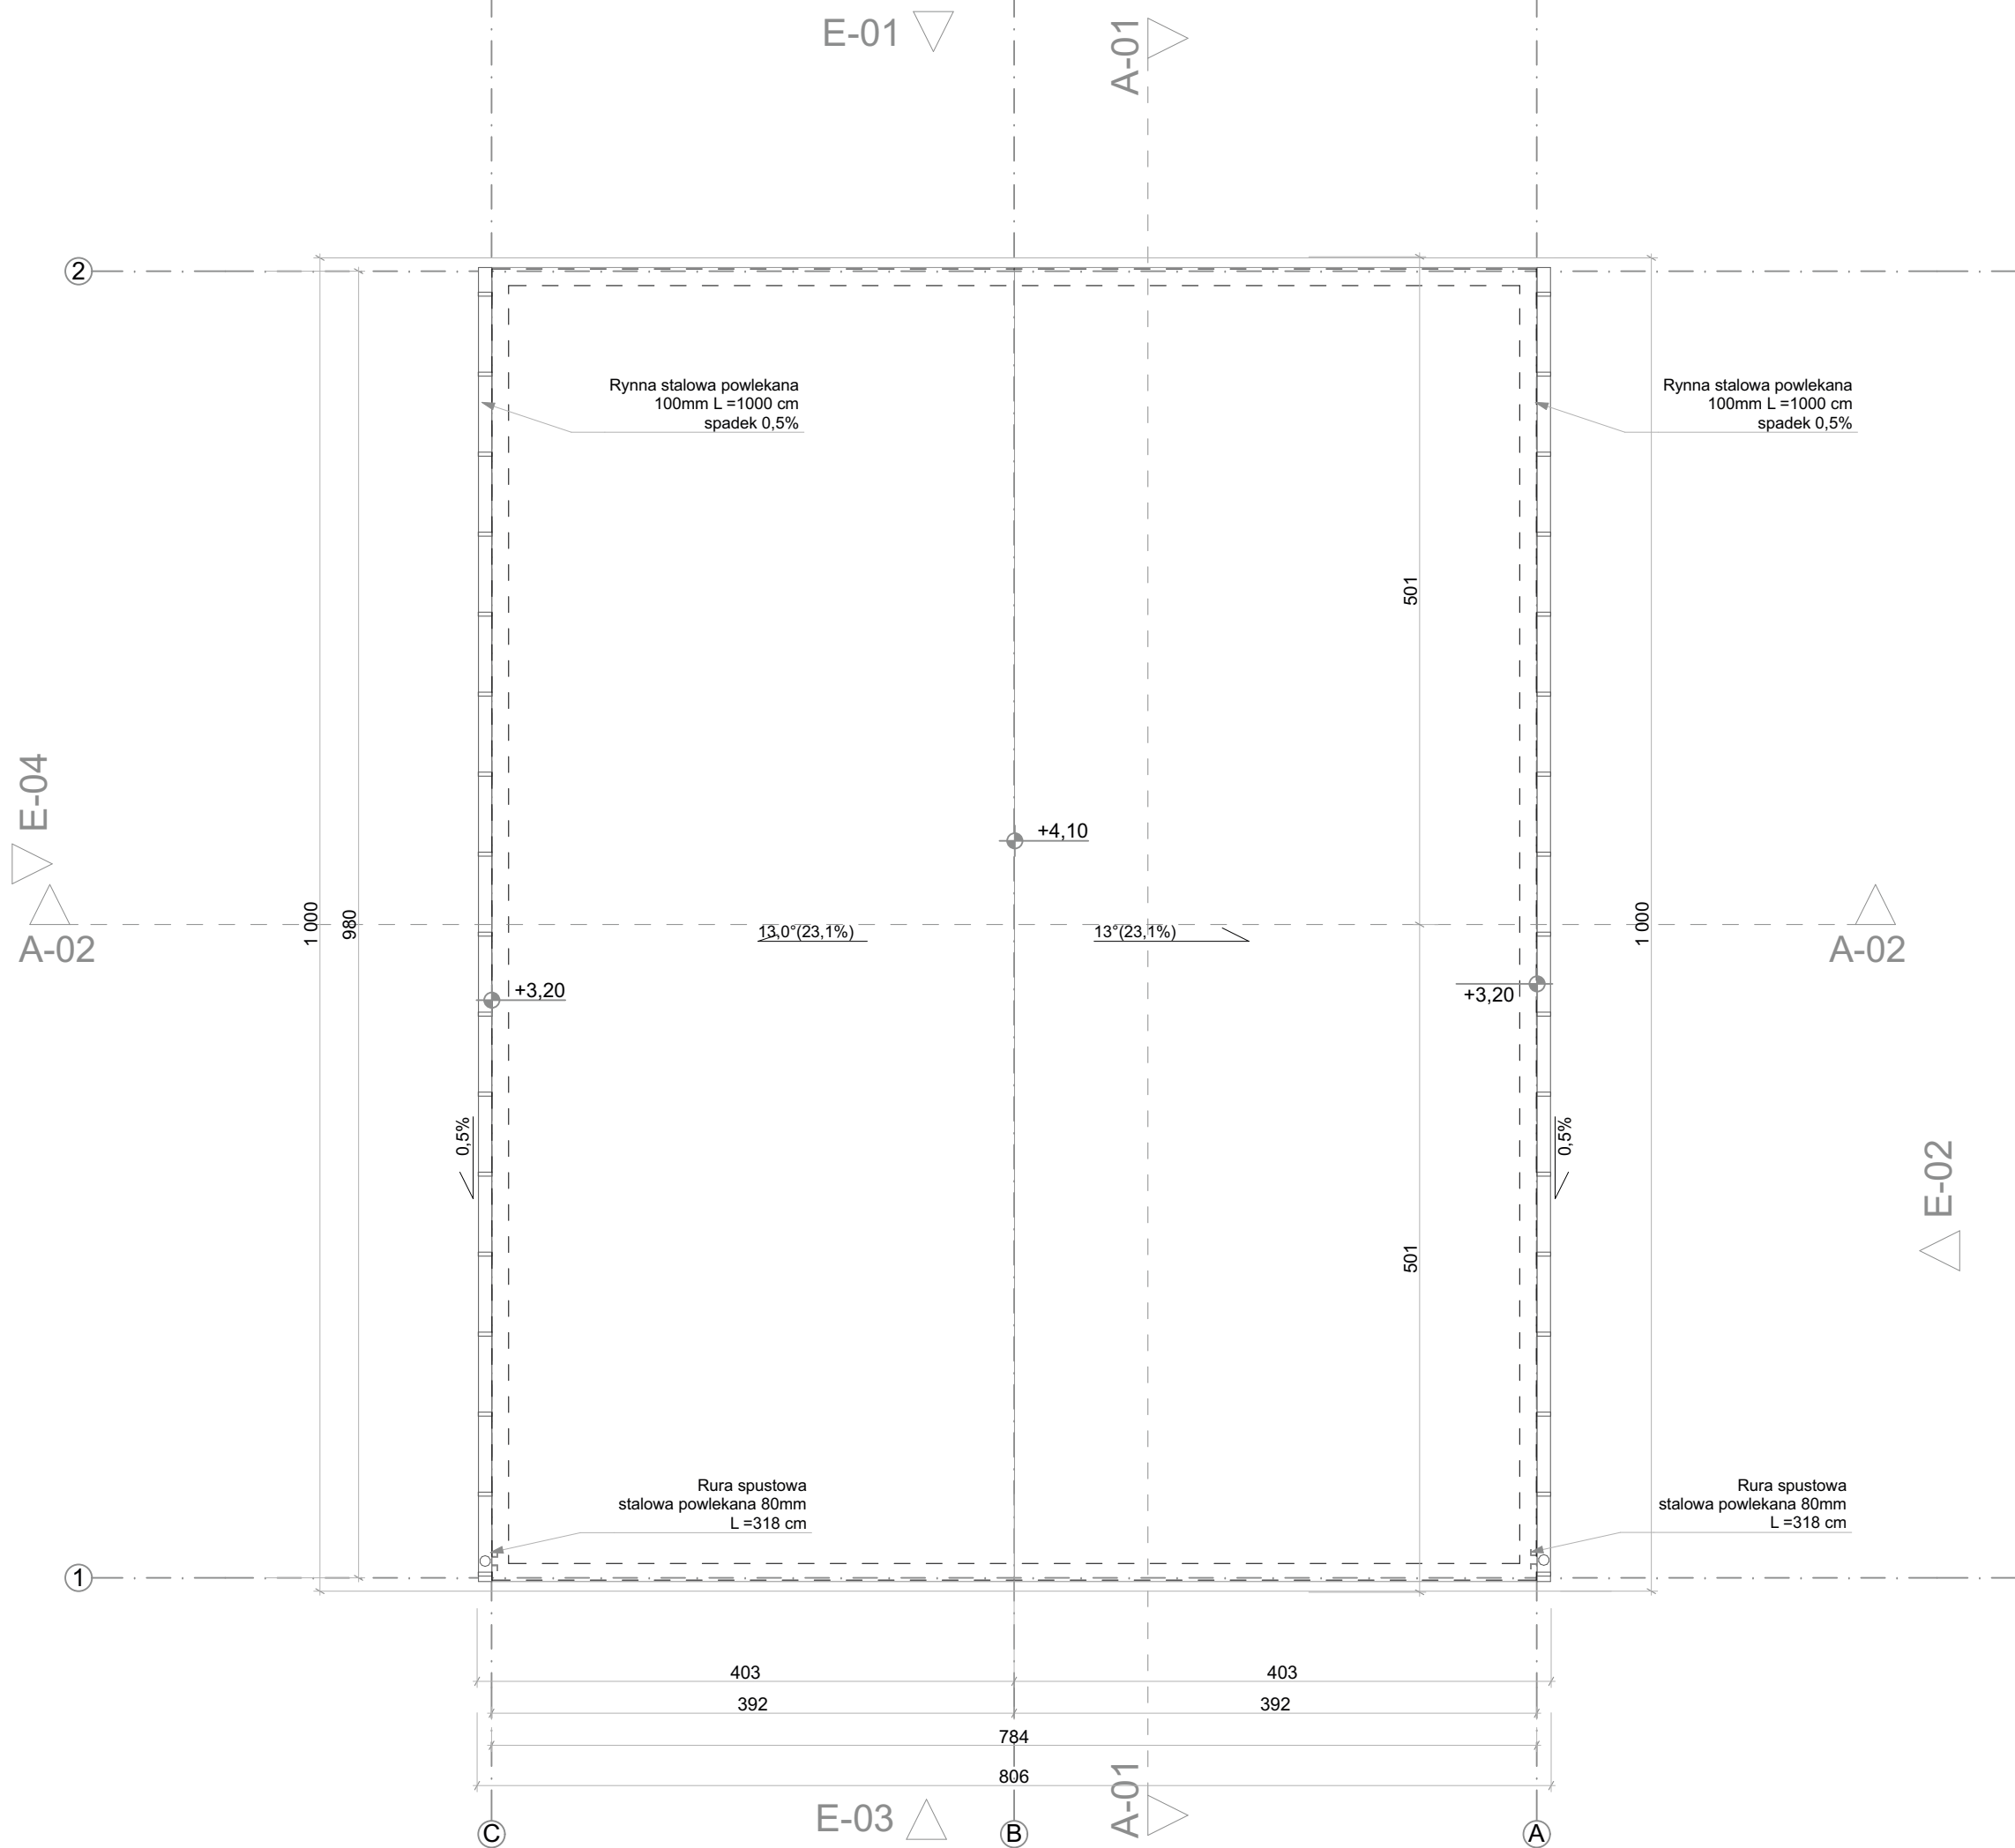 E-01
A-01
2
Rynna stalowa powlekana
100mm L =1000 cm
spadek 0,5%
Rynna stalowa powlekana
100mm L =1000 cm
spadek 0,5%
501
E-04
+4,10
1 000
980
13,0°(23,1%)
13°(23,1%)
1 000
A-02
A-02
+3,20
+3,20
0,5%
0,5%
E-02
501
Rura spustowa
stalowa powlekana 80mm
L =318 cm
Rura spustowa
stalowa powlekana 80mm
L =318 cm
1
403
403
392
392
784
806
E-03
A-01
C
B
A